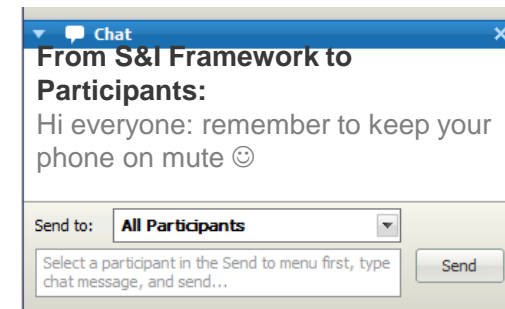 Chat
From S&I Framework to
Participants:
Hi everyone: remember to keep your
phone on mute ☺
Send to: All Participants
Select a participant in the Send to menu first, type
chat message, and send...
Send